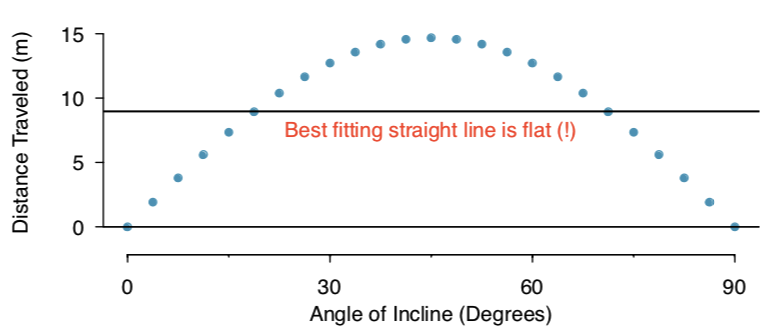 Distance Traveled (m)
15
10
5
0
Best fitting straight line is flat (!)
0
30
60
90
Angle of Incline (Degrees)